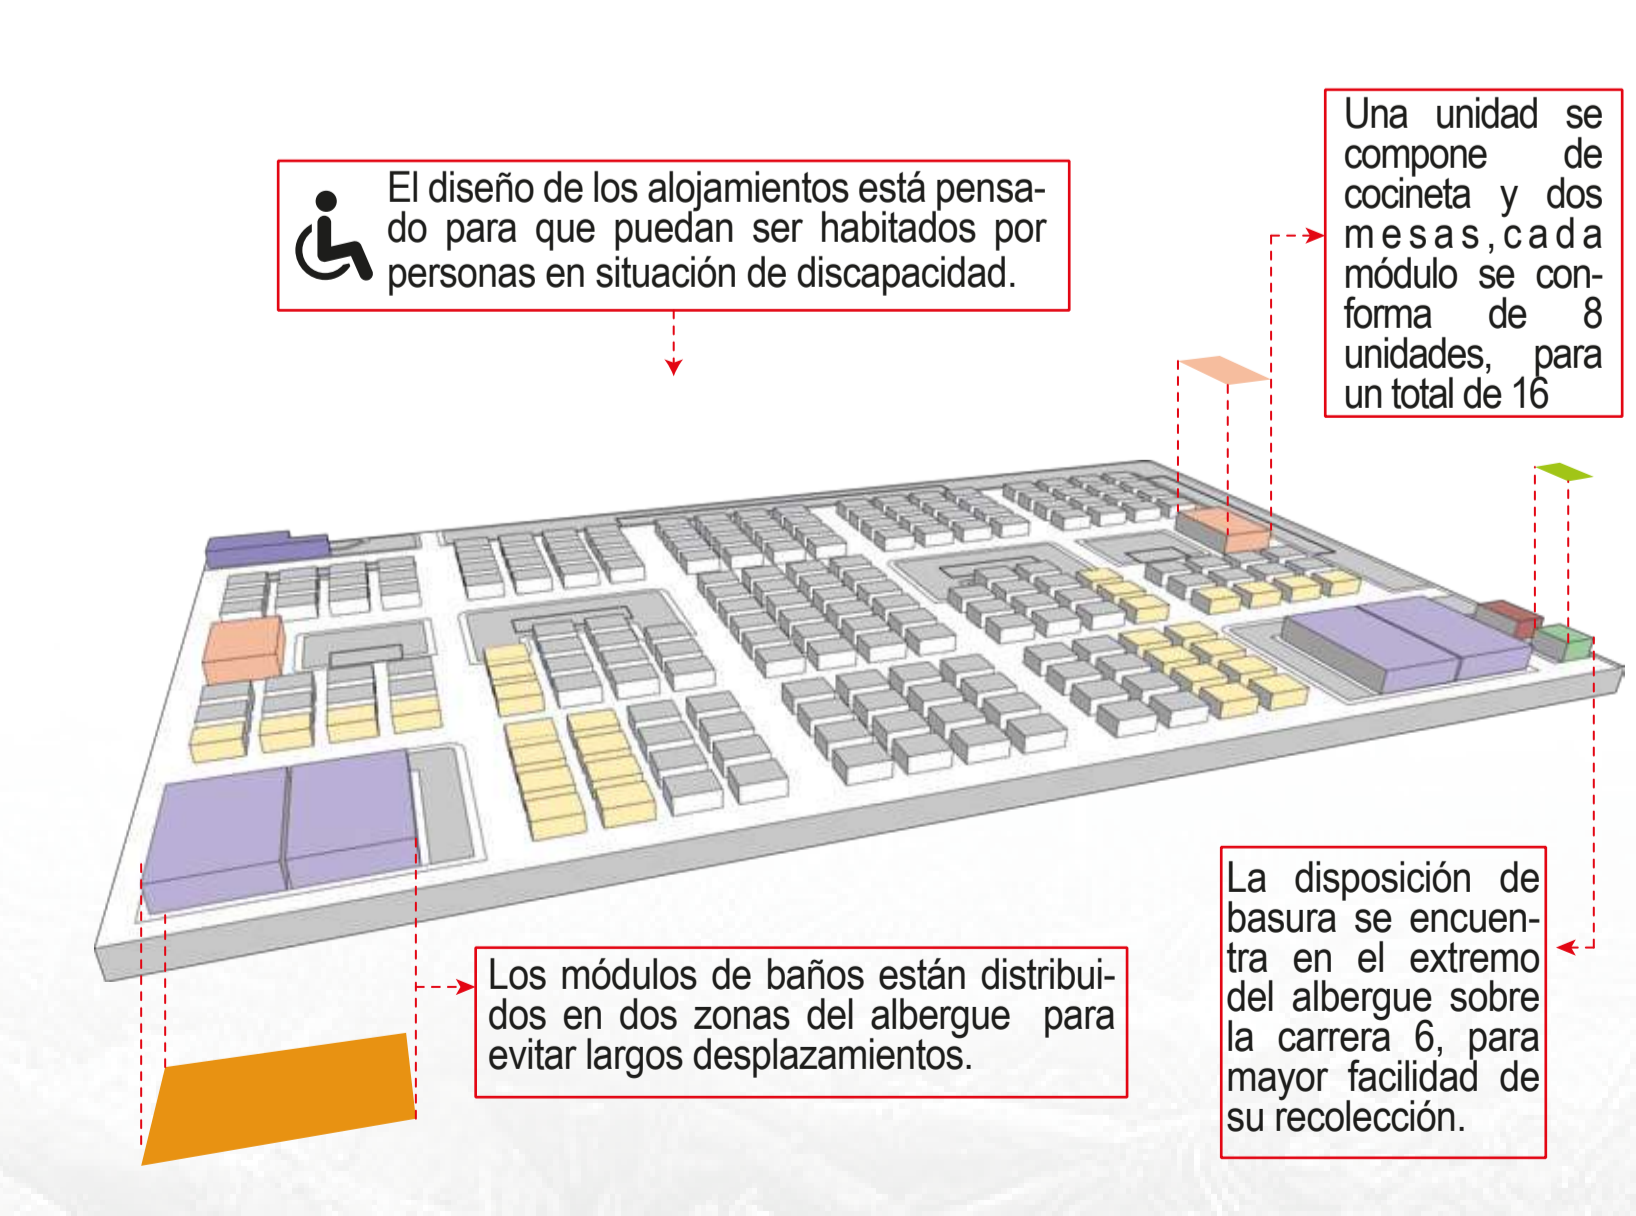 El diseño de los alojamientos está pensa-
do para que puedan ser habitados por
personas en situación de discapacidad.
Una unidad se
compone de
cocineta y dos
mesas,cada
módulo se con-
forma de 8
unidades, para
un total de 16
Los módulos de baños están distribui-
dos en dos zonas del albergue para
evitar largos desplazamientos.
La disposición de
basura se encuen-
tra en el extremo
del albergue sobre
la carrera 6, para
mayor facilidad de
su recolección.